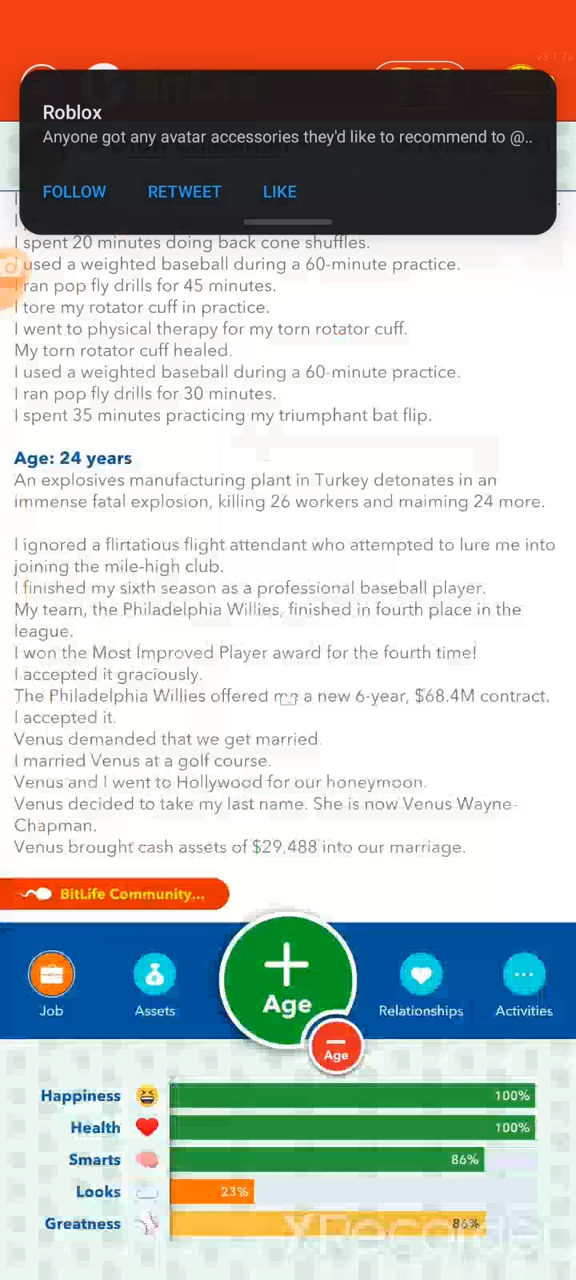 v3.1.7a
Roblox
Anyone got any avatar accessories they'd like to recommend to @..
FOLLOW RETWEET LIKE
I spent 20 minutes doing back cone shuffles.
I used a weighted baseball during a 60-minute practice.
I ran pop fly drills for 45 minutes.
I tore my rotator cuff in practice.
I went to physical therapy for my torn rotator cuff.
My torn rotator cuff healed.
I used a weighted baseball during a 60-minute practice.
I ran pop fly drills for 30 minutes.
I spent 35 minutes practicing my triumphant bat flip.
Age: 24 years
An explosives manufacturing plant in Turkey detonates in an
immense fatal explosion, killing 26 workers and maiming 24 more.
I ignored a flirtatious flight attendant who attempted to lure me into
joining the mile-high club.
I finished my sixth season as a professional baseball player.
My team, the Philadelphia Willies, finished in fourth place in the
league.
I won the Most Improved Player award for the fourth time!
I accepted it graciously.
The Philadelphia Willies offered me a new 6-year, $68.4M contract.
I accepted it.
Venus demanded that we get married.
I married Venus at a golf course.
Venus and I went to Hollywood for our honeymoon.
Venus decided to take my last name. She is now Venus Wayne-
Chapman.
Venus brought cash assets of $29,488 into our marriage.
BitLife Community...
Job Assets Age Relationships Activities
Age
Happiness 100%
Health 100%
Smarts 86%
Looks 23%
Greatness 86%
XRecorder